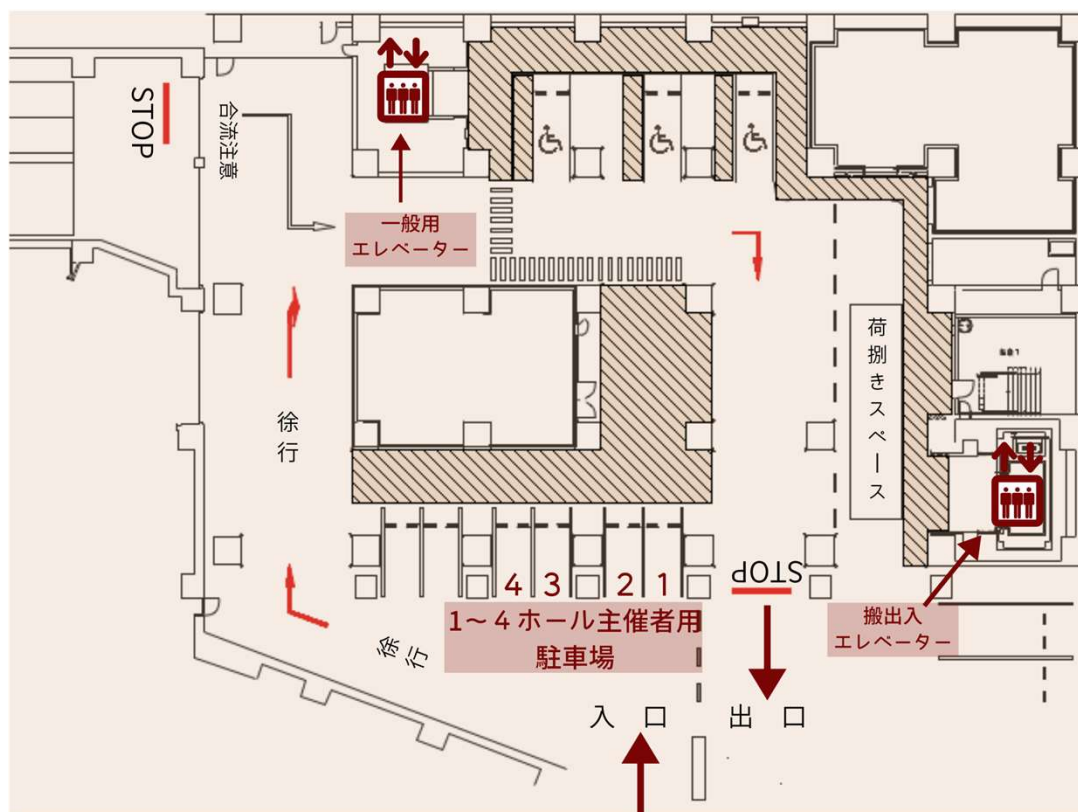 STOP
合流注意
一般用
エレベーター
荷捌きスペース
徐行
4 3 2 1
1〜4ホール主催者用
駐車場
STOP
徐行
搬出入
エレベーター
入口 出口